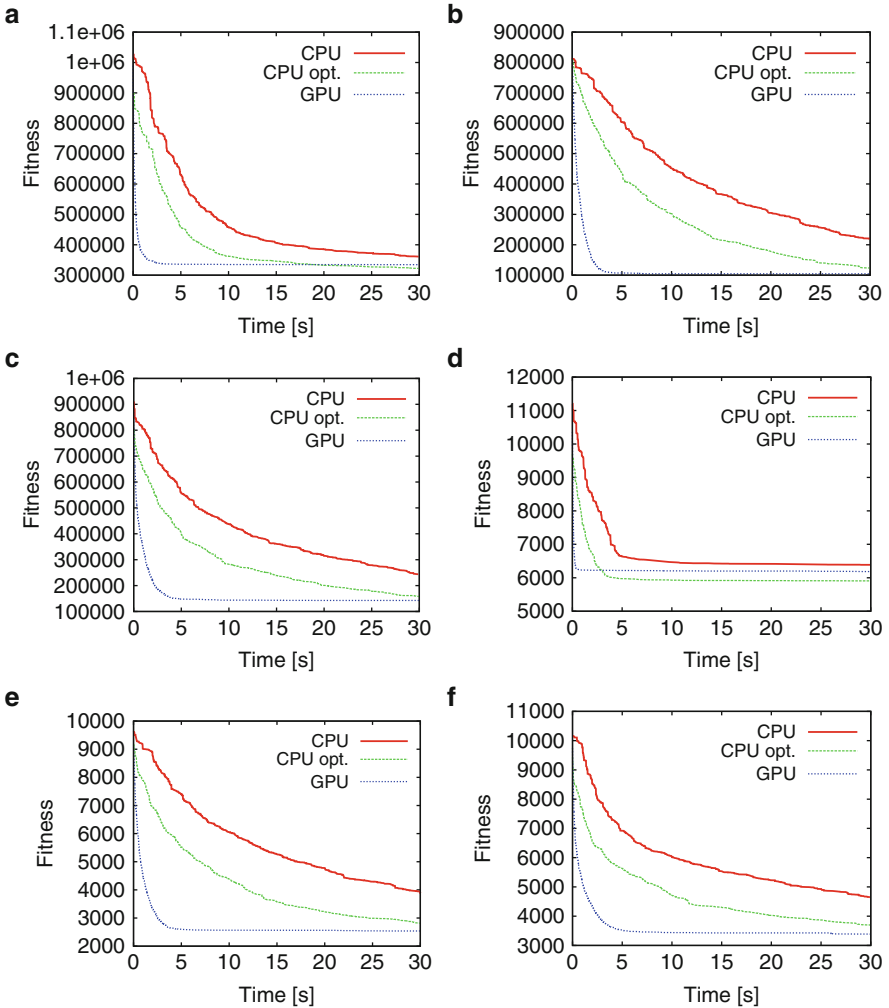 a
1.1e+06
1e+06
900000
800000
700000
600000
500000
400000
300000
Fitness
CPU
CPU opt.
GPU
0 5 10 15 20 25 30
Time [s]
b
900000
800000
700000
600000
500000
400000
300000
200000
100000
Fitness
CPU
CPU opt.
GPU
0 5 10 15 20 25 30
Time [s]
c
1e+06
900000
800000
700000
600000
500000
400000
300000
200000
100000
Fitness
CPU
CPU opt.
GPU
0 5 10 15 20 25 30
Time [s]
d
12000
11000
10000
9000
8000
7000
6000
5000
Fitness
CPU
CPU opt.
GPU
0 5 10 15 20 25 30
Time [s]
e
10000
9000
8000
7000
6000
5000
4000
3000
2000
Fitness
CPU
CPU opt.
GPU
0 5 10 15 20 25 30
Time [s]
f
11000
10000
9000
8000
7000
6000
5000
4000
3000
Fitness
CPU
CPU opt.
GPU
0 5 10 15 20 25 30
Time [s]